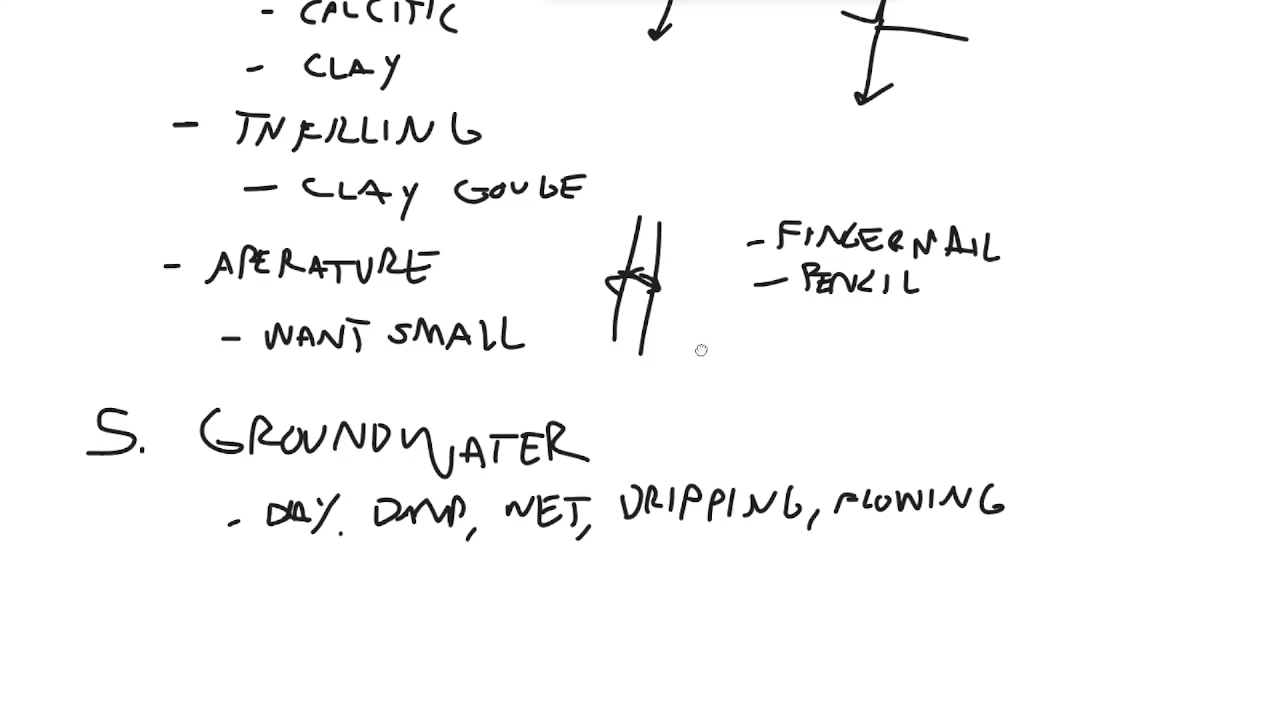 - CALCITIC
- CLAY
- INFILLING
- CLAY GOUGE
- APERATURE
- FINGERNAIL
- PENCIL
- WANT SMALL
5. GROUNDWATER
- DRY. DAMP, WET, DRIPPING, FLOWING